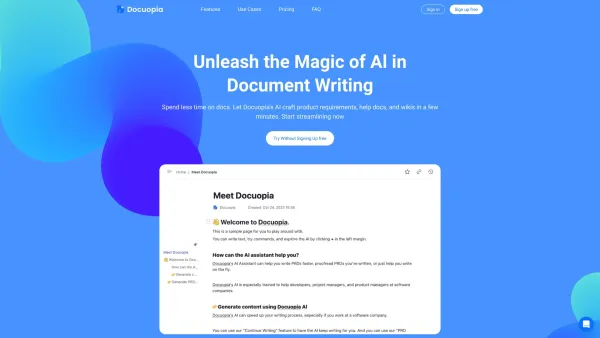 Docuopia
Features Use Cases Pricing FAQ
Sign in Sign up free
Unleash the Magic of AI in
Document Writing
Spend less time on docs. Let Docuopia's AI craft product requirements, help docs, and wikis in a few
minutes. Start streamlining now
Try Without Signing Up free
Home / Meet Docuopia
Meet Docuopia
Docuopia Created: Oct 24, 2023
👋 Welcome to Docuopia.
This is a sample page for you to play around with.
You can write text, try commands, and explore the AI by clicking + in the left margin.
Meet Docuopia
👋 Welcome to Docu...
How can the AI...
👉 Generate c...
👉 Generate PRD...
How can the AI assistant help you?
Docuopia's AI Assistant can help you write PRDs faster, proofread PRDs you've written, or just help you write
on the fly.
Docuopia's AI is especially trained to help developers, project managers, and product managers at software
companies.
👉Generate content using Docuopia AI
Docuopia's AI can speed up your writing process, especially if you work at a software company.
You can use our "Continue Writing" feature to have the AI keep writing for you. And you can use our "PRD